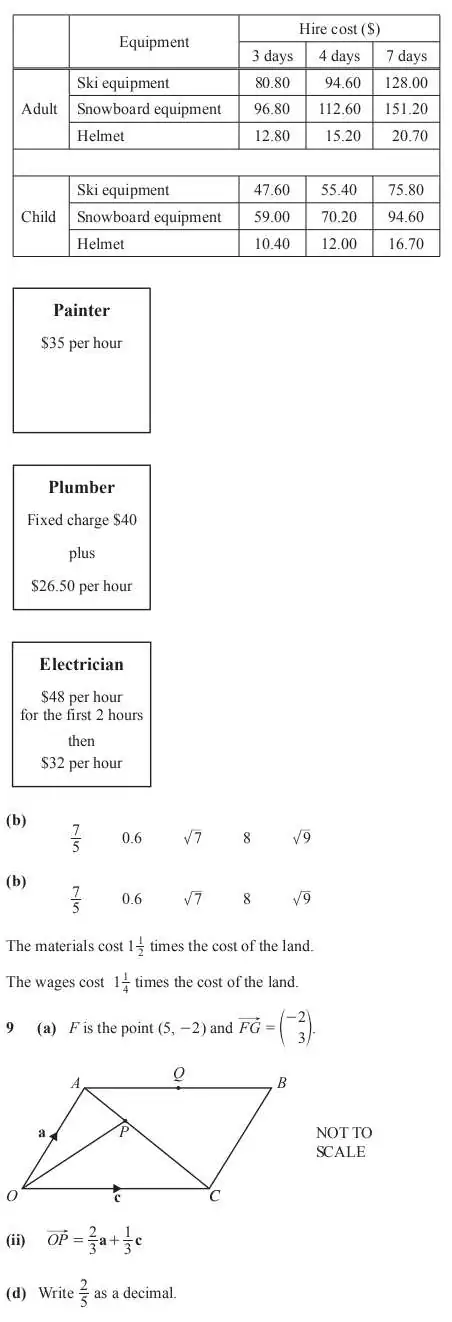 Equipment Hire cost ($)
3 days 4 days 7 days
Adult Ski equipment 80.80 94.60 128.00
Snowboard equipment 96.80 112.60 151.20
Helmet 12.80 15.20 20.70
Child Ski equipment 47.60 55.40 75.80
Snowboard equipment 59.00 70.20 94.60
Helmet 10.40 12.00 16.70
Painter
$35 per hour
Plumber
Fixed charge $40
plus
$26.50 per hour
Electrician
$48 per hour
for the first 2 hours
then
$32 per hour
(b) 7/5 0.6 √7 8 √9
(b) 7/5 0.6 √7 8 √9
The materials cost 1 1/2 times the cost of the land.
The wages cost 1 1/4 times the cost of the land.
9 (a) F is the point (5, −2) and FG = (−2 3).
A Q B
a P NOT TO
SCALE
O c C
(ii) OP = 2/3 a + 1/3 c
(d) Write 2/5 as a decimal.